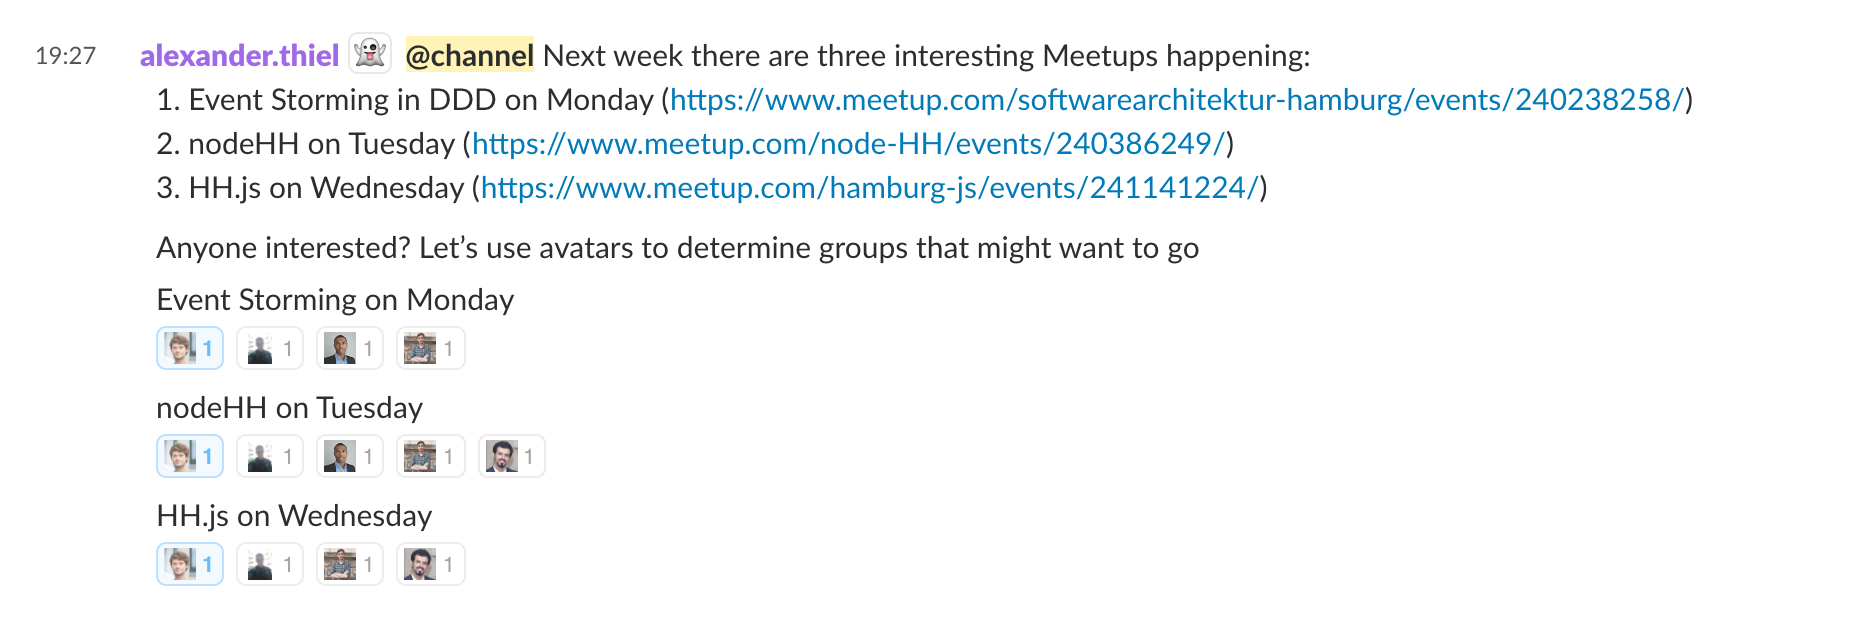 19:27 alexander.thiel @channel Next week there are three interesting Meetups happening:
1. Event Storming in DDD on Monday (https://www.meetup.com/softwarearchitektur-hamburg/events/240238258/)
2. nodeHH on Tuesday (https://www.meetup.com/node-HH/events/240386249/)
3. HH.js on Wednesday (https://www.meetup.com/hamburg-js/events/241141224/)
Anyone interested? Let’s use avatars to determine groups that might want to go
Event Storming on Monday
1 1 1 1
nodeHH on Tuesday
1 1 1 1 1
HH.js on Wednesday
1 1 1 1